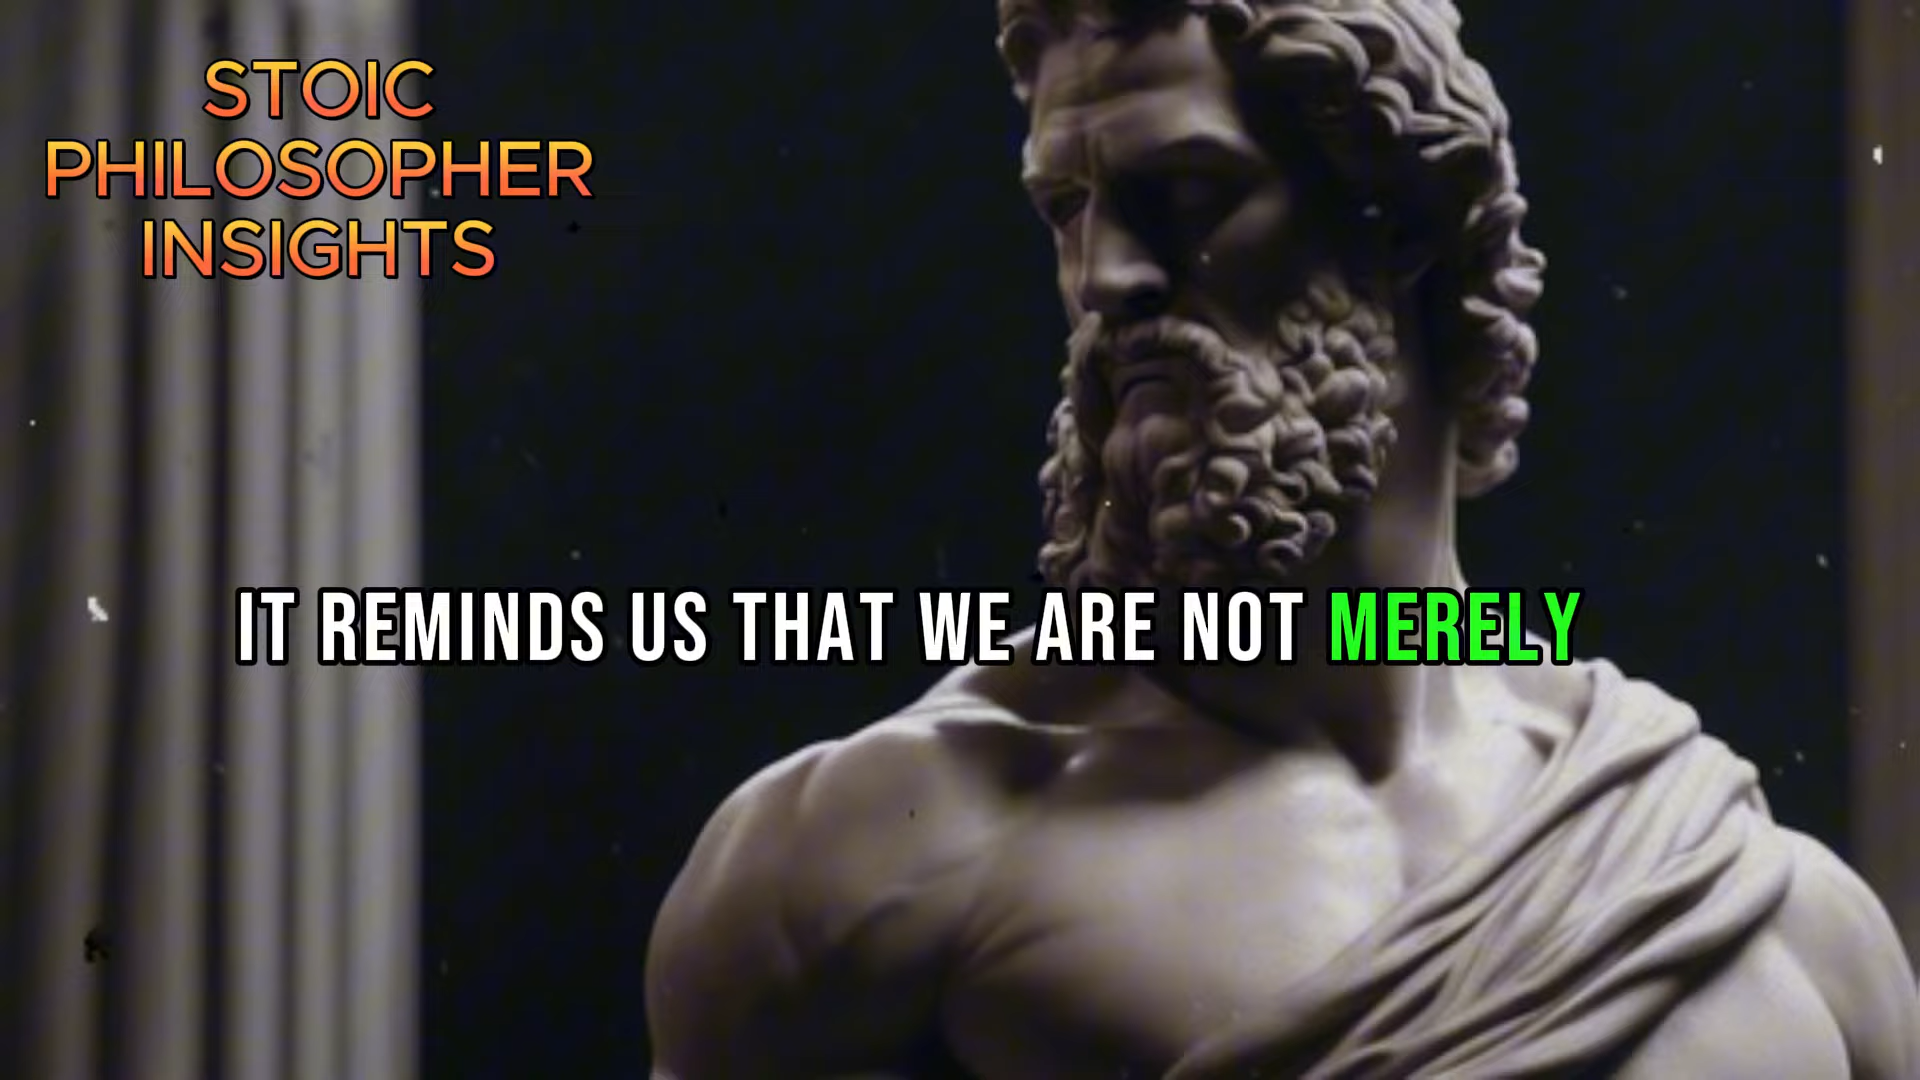 STOIC
PHILOSOPHER
INSIGHTS
IT REMINDS US THAT WE ARE NOT MERELY